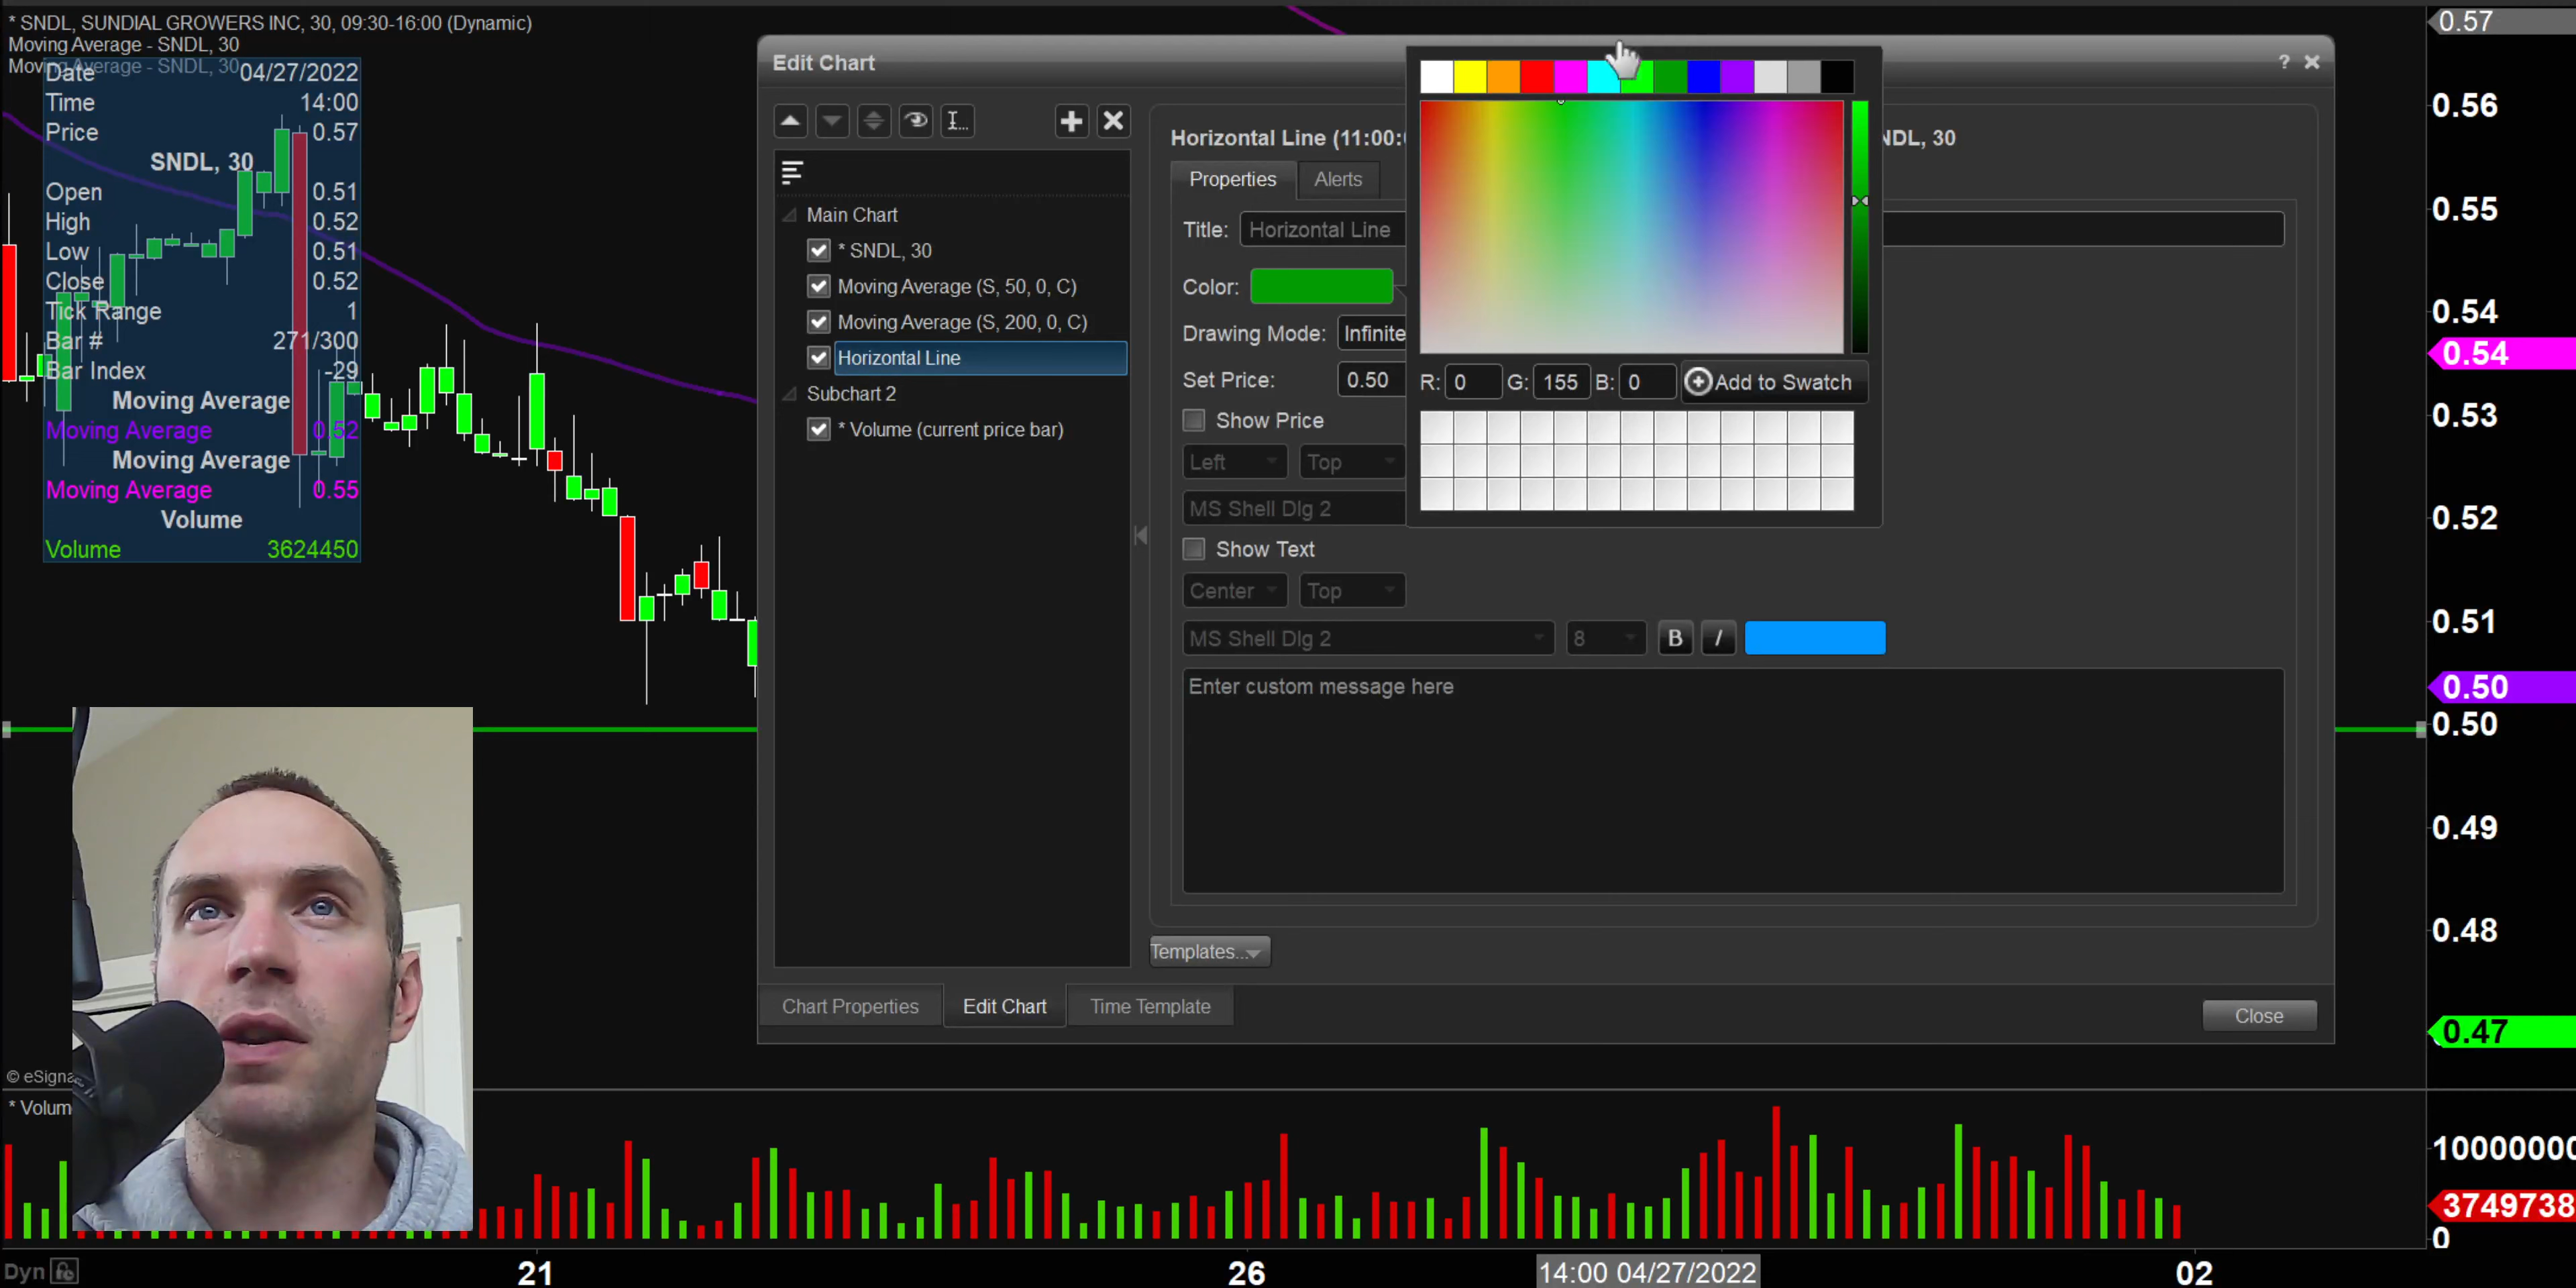 * SNDL, SUNDIAL GROWERS INC, 30, 09:30-16:00 (Dynamic)
Moving Average - SNDL, 30
Moving Average - SNDL, 30
Date 04/27/2022
Time 14:00
Price 0.57
SNDL, 30
Open 0.51
High 0.52
Low 0.51
Close 0.52
Tick Range 1
Bar # 271/300
Bar Index -29
Moving Average
Moving Average 0.52
Moving Average
Moving Average 0.55
Volume
Volume 3624450
Edit Chart
? 
Main Chart
* SNDL, 30
Moving Average (S, 50, 0, C)
Moving Average (S, 200, 0, C)
Horizontal Line
Subchart 2
* Volume (current price bar)
Horizontal Line (11:00:
NDL, 30
Properties Alerts
Title: Horizontal Line
Color:
Drawing Mode: Infinite
Set Price: 0.50
R: 0 G: 155 B: 0 Add to Swatch
Show Price
Left Top
MS Shell Dlg 2
Show Text
Center Top
MS Shell Dlg 2 8 B I
Enter custom message here
Templates...
Chart Properties Edit Chart Time Template
Close
0.57
0.56
0.55
0.54
0.54
0.53
0.52
0.51
0.50
0.50
0.49
0.48
0.47
© eSigna
* Volum
10000000
3749738
0
Dyn
21
26
14:00 04/27/2022
02